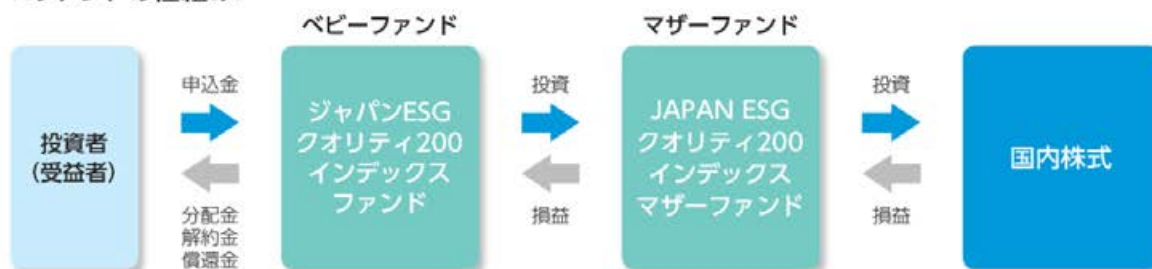 ベビーファンド
マザーファンド
投資者
(受益者)
申込金
分配金
解約金
償還金
ジャパンESG
クオリティ200
インデックス
ファンド
投資
損益
JAPAN ESG
クオリティ200
インデックス
マザーファンド
投資
損益
国内株式